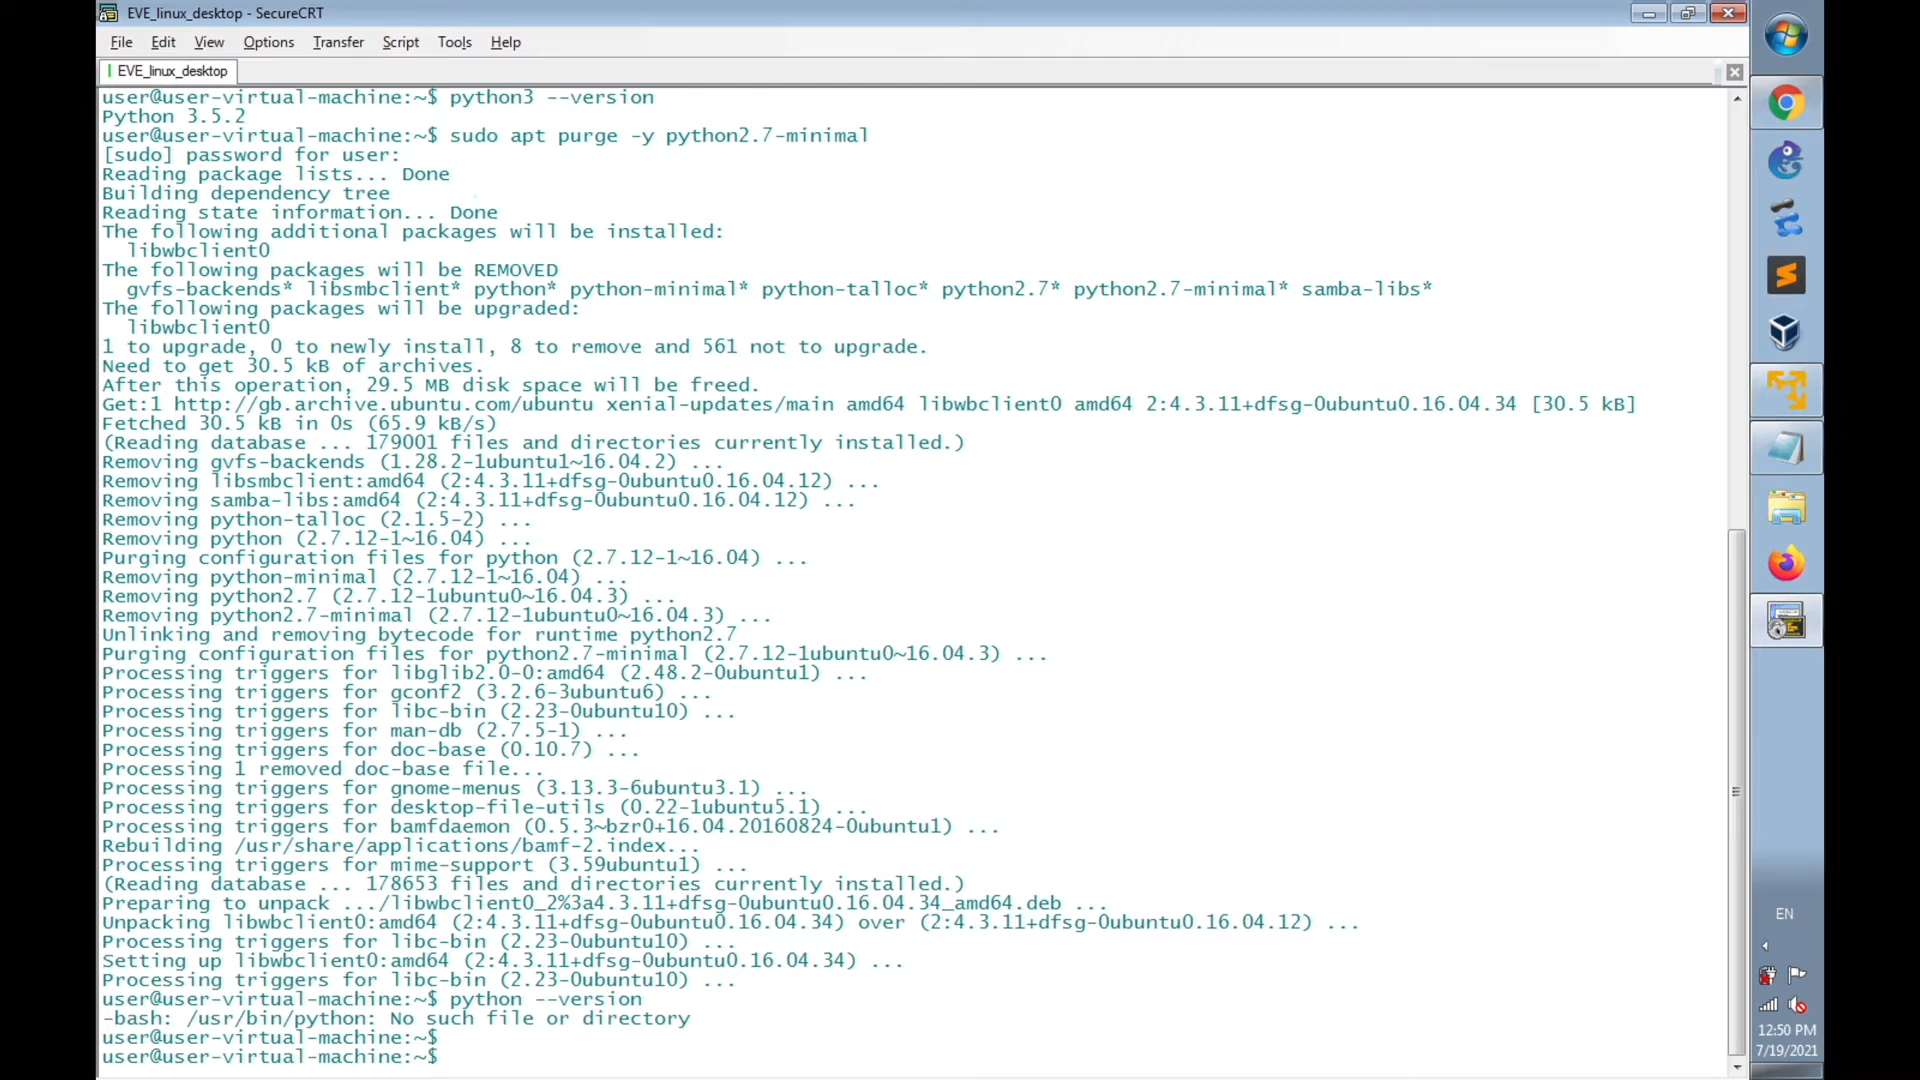 EVE_linux_desktop - SecureCRT
File Edit View Options Transfer Script Tools Help
EVE_linux_desktop
user@user-virtual-machine:~$ python3 --version
Python 3.5.2
user@user-virtual-machine:~$ sudo apt purge -y python2.7-minimal
[sudo] password for user:
Reading package lists... Done
Building dependency tree
Reading state information... Done
The following additional packages will be installed:
  libwbclient0
The following packages will be REMOVED
  gvfs-backends* libsmbclient* python* python-minimal* python-talloc* python2.7* python2.7-minimal* samba-libs*
The following packages will be upgraded:
  libwbclient0
1 to upgrade, 0 to newly install, 8 to remove and 561 not to upgrade.
Need to get 30.5 kB of archives.
After this operation, 29.5 MB disk space will be freed.
Get:1 http://gb.archive.ubuntu.com/ubuntu xenial-updates/main amd64 libwbclient0 amd64 2:4.3.11+dfsg-0ubuntu0.16.04.34 [30.5 kB]
Fetched 30.5 kB in 0s (65.9 kB/s)
(Reading database ... 179001 files and directories currently installed.)
Removing gvfs-backends (1.28.2-1ubuntu1~16.04.2) ...
Removing libsmbclient:amd64 (2:4.3.11+dfsg-0ubuntu0.16.04.12) ...
Removing samba-libs:amd64 (2:4.3.11+dfsg-0ubuntu0.16.04.12) ...
Removing python-talloc (2.1.5-2) ...
Removing python (2.7.12-1~16.04) ...
Purging configuration files for python (2.7.12-1~16.04) ...
Removing python-minimal (2.7.12-1~16.04) ...
Removing python2.7 (2.7.12-1ubuntu0~16.04.3) ...
Removing python2.7-minimal (2.7.12-1ubuntu0~16.04.3) ...
Unlinking and removing bytecode for runtime python2.7
Purging configuration files for python2.7-minimal (2.7.12-1ubuntu0~16.04.3) ...
Processing triggers for libglib2.0-0:amd64 (2.48.2-0ubuntu1) ...
Processing triggers for gconf2 (3.2.6-3ubuntu6) ...
Processing triggers for libc-bin (2.23-0ubuntu10) ...
Processing triggers for man-db (2.7.5-1) ...
Processing triggers for doc-base (0.10.7) ...
Processing 1 removed doc-base file...
Processing triggers for gnome-menus (3.13.3-6ubuntu3.1) ...
Processing triggers for desktop-file-utils (0.22-1ubuntu5.1) ...
Processing triggers for bamfdaemon (0.5.3~bzr0+16.04.20160824-0ubuntu1) ...
Rebuilding /usr/share/applications/bamf-2.index...
Processing triggers for mime-support (3.59ubuntu1) ...
(Reading database ... 178653 files and directories currently installed.)
Preparing to unpack .../libwbclient0_2%3a4.3.11+dfsg-0ubuntu0.16.04.34_amd64.deb ...
Unpacking libwbclient0:amd64 (2:4.3.11+dfsg-0ubuntu0.16.04.34) over (2:4.3.11+dfsg-0ubuntu0.16.04.12) ...
Processing triggers for libc-bin (2.23-0ubuntu10) ...
Setting up libwbclient0:amd64 (2:4.3.11+dfsg-0ubuntu0.16.04.34) ...
Processing triggers for libc-bin (2.23-0ubuntu10) ...
user@user-virtual-machine:~$ python --version
-bash: /usr/bin/python: No such file or directory
user@user-virtual-machine:~$
user@user-virtual-machine:~$
EN
12:50 PM
7/19/2021